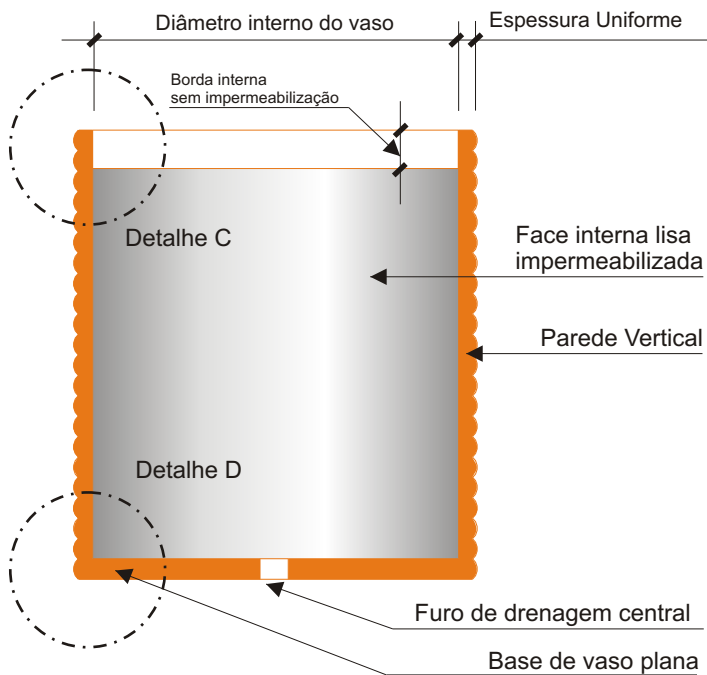 Diâmetro interno do vaso
Espessura Uniforme
Borda interna
sem impermeabilização
Detalhe C
Face interna lisa
impermeabilizada
Parede Vertical
Detalhe D
Furo de drenagem central
Base de vaso plana